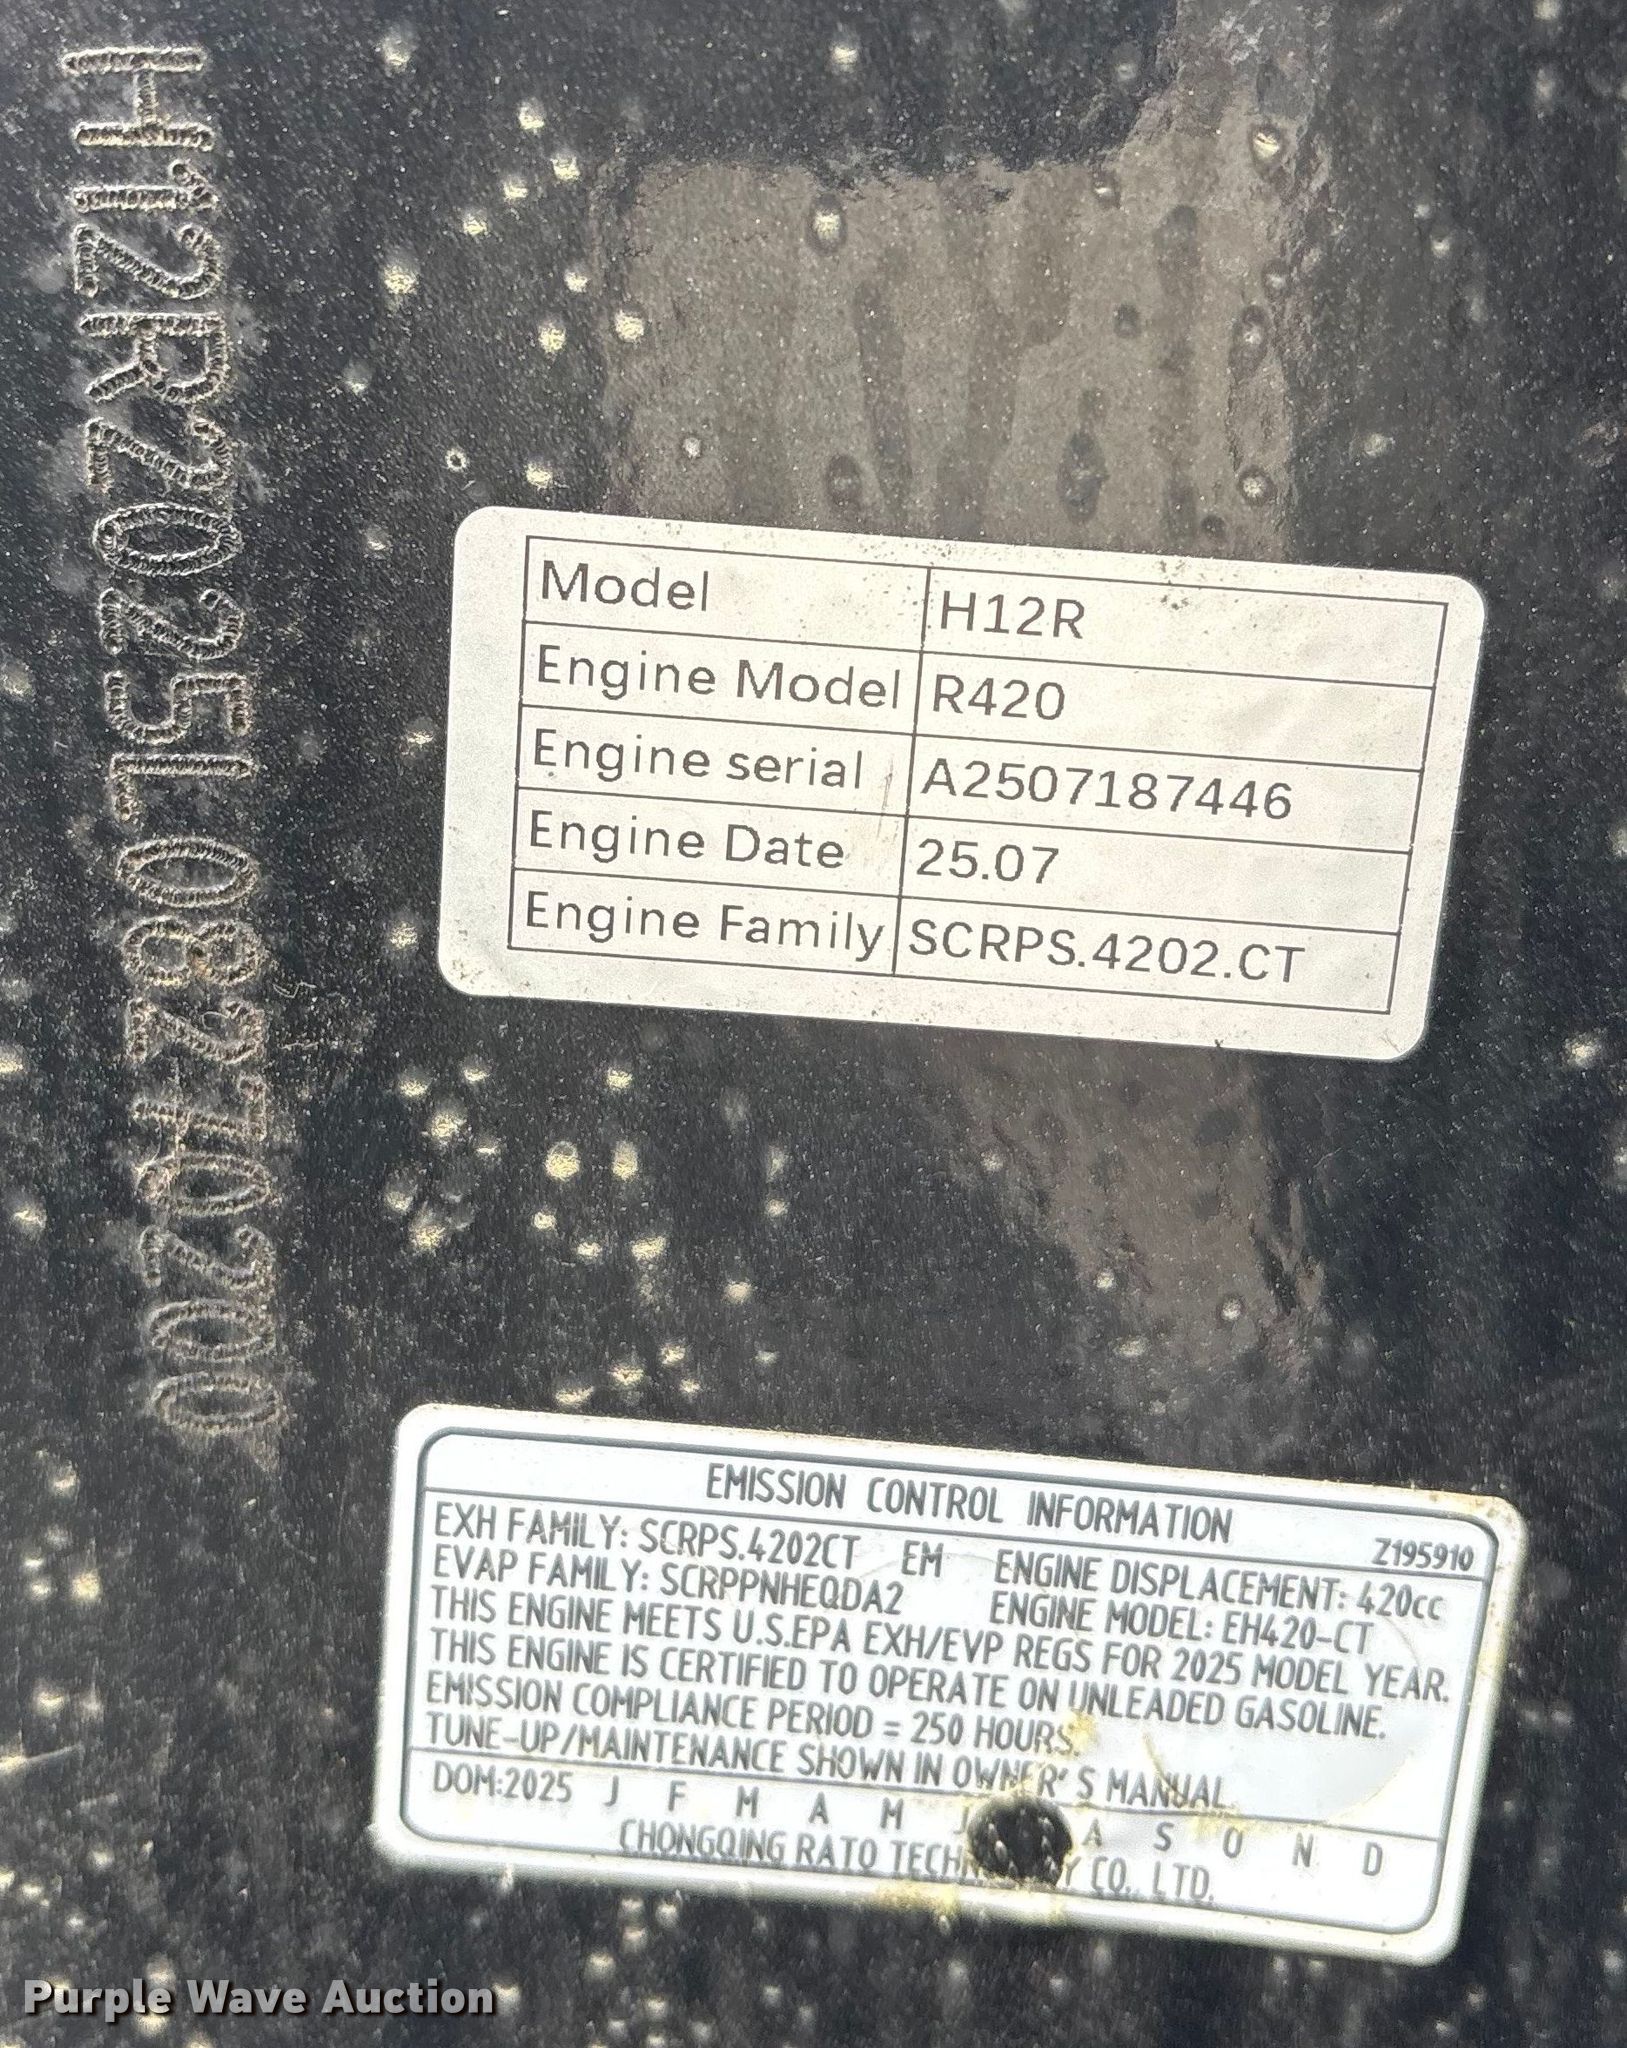 H12R2025L08270200
Model H12R
Engine Model R420
Engine serial A2507187446
Engine Date 25.07
Engine Family SCRPS.4202.CT
EMISSION CONTROL INFORMATION
Z195910
EXH FAMILY: SCRPS.4202CT EM ENGINE DISPLACEMENT: 420cc
EVAP FAMILY: SCRPPNHEQDA2 ENGINE MODEL: EH420-CT
THIS ENGINE MEETS U.S.EPA EXH/EVP REGS FOR 2025 MODEL YEAR.
THIS ENGINE IS CERTIFIED TO OPERATE ON UNLEADED GASOLINE.
EMISSION COMPLIANCE PERIOD = 250 HOURS.
TUNE-UP/MAINTENANCE SHOWN IN OWNER'S MANUAL.
DOM:2025 J F M A M J A S O N D
CHONGQING RATO CO., LTD.
Purple Wave Auction